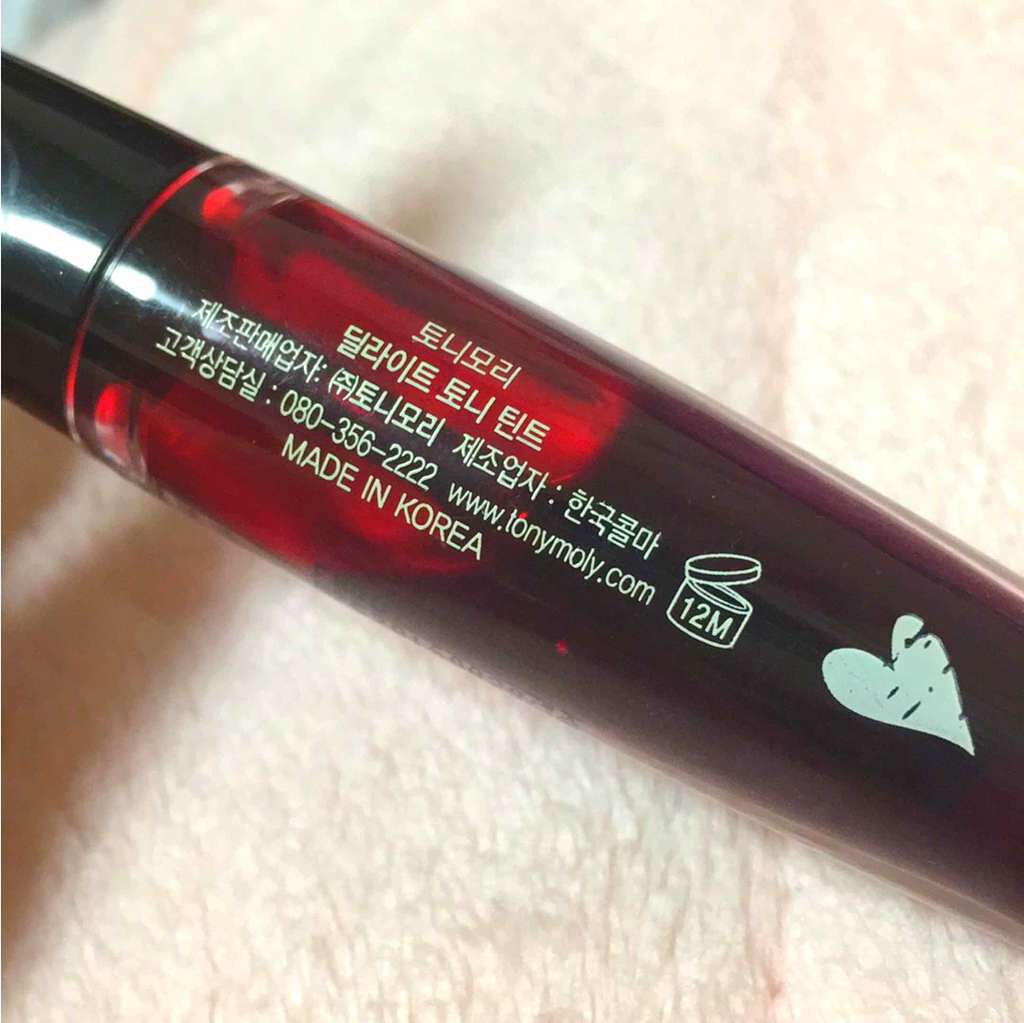 토니모리
딜라이트 토니 틴트
제조판매업자: ㈜토니모리 제조업자 : 한국콜마
고객상담실 : 080-356-2222 www.tonymoly.com
MADE IN KOREA
12M